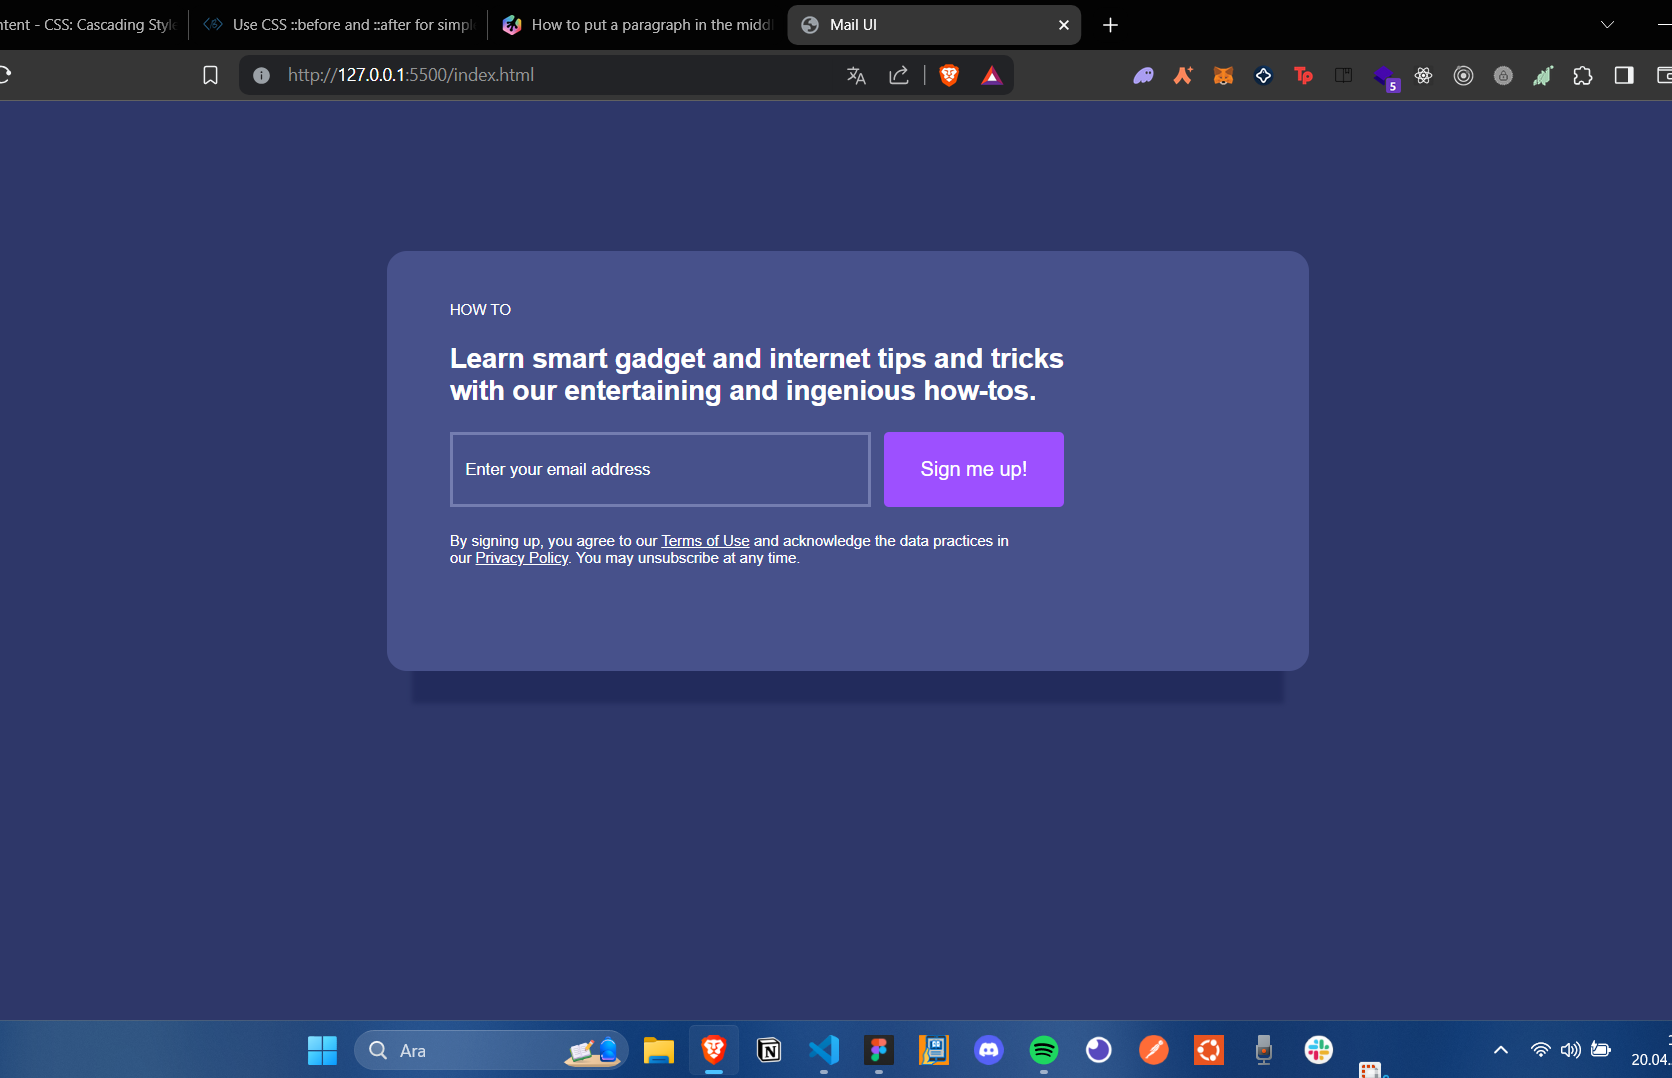 ntent - CSS: Cascading Style
Use CSS ::before and ::after for simpl
How to put a paragraph in the middl
Mail UI
http://127.0.0.1:5500/index.html
Tp
5
HOW TO
Learn smart gadget and internet tips and tricks
with our entertaining and ingenious how-tos.
Enter your email address
Sign me up!
By signing up, you agree to our Terms of Use and acknowledge the data practices in
our Privacy Policy. You may unsubscribe at any time.
Ara
20.04.